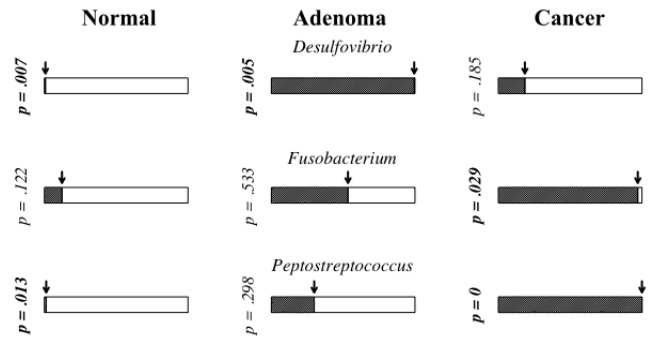 Normal Adenoma Cancer
Desulfovibrio
p = .007 p = .005 p = .185
Fusobacterium
p = .122 p = .533 p = .029
Peptostreptococcus
p = .013 p = .298 p = 0